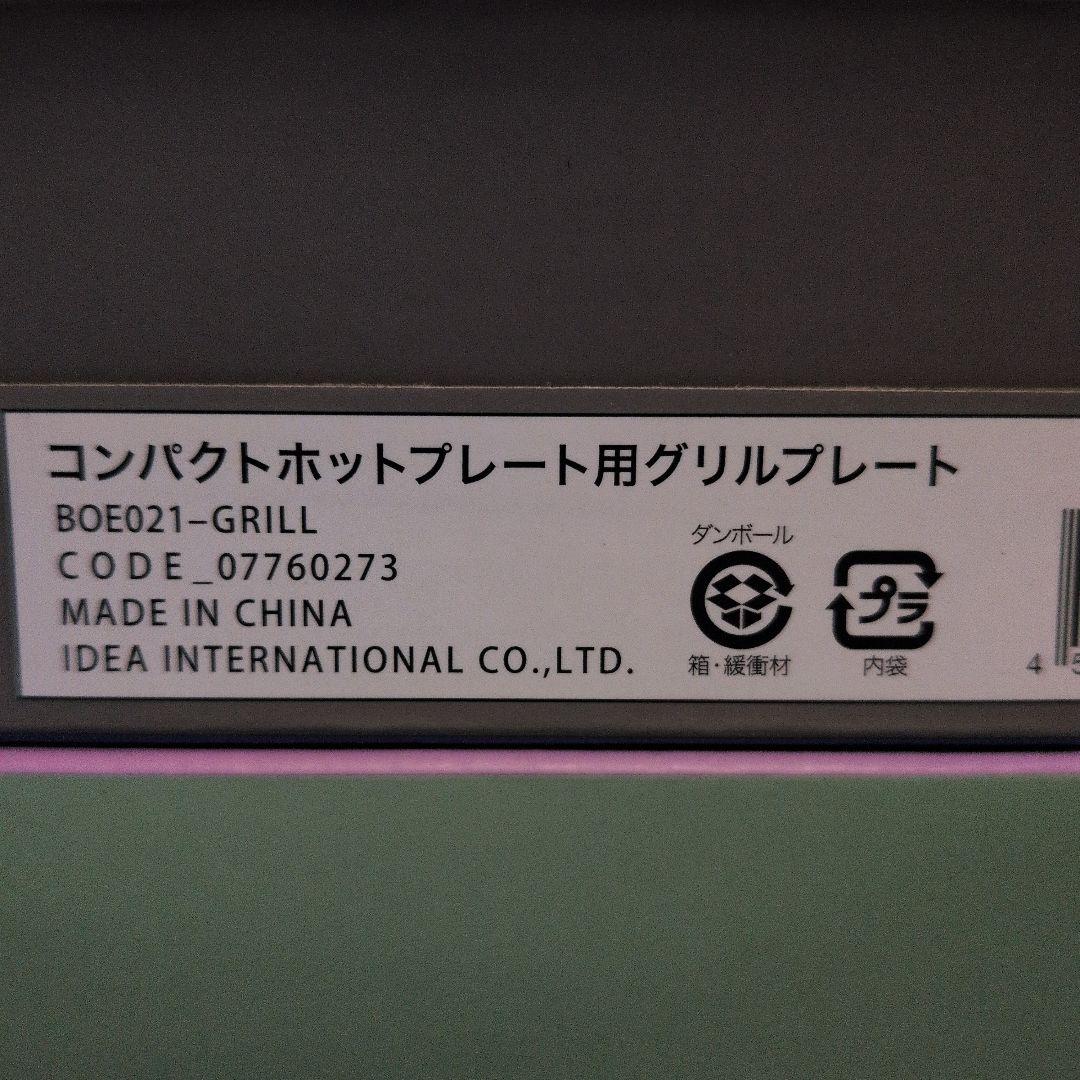 コンパクトホットプレート用グリルプレート
BOE021-GRILL
CODE_07760273
MADE IN CHINA
IDEA INTERNATIONAL CO.,LTD.
ダンボール
箱・緩衝材
プラ
内袋
4 5